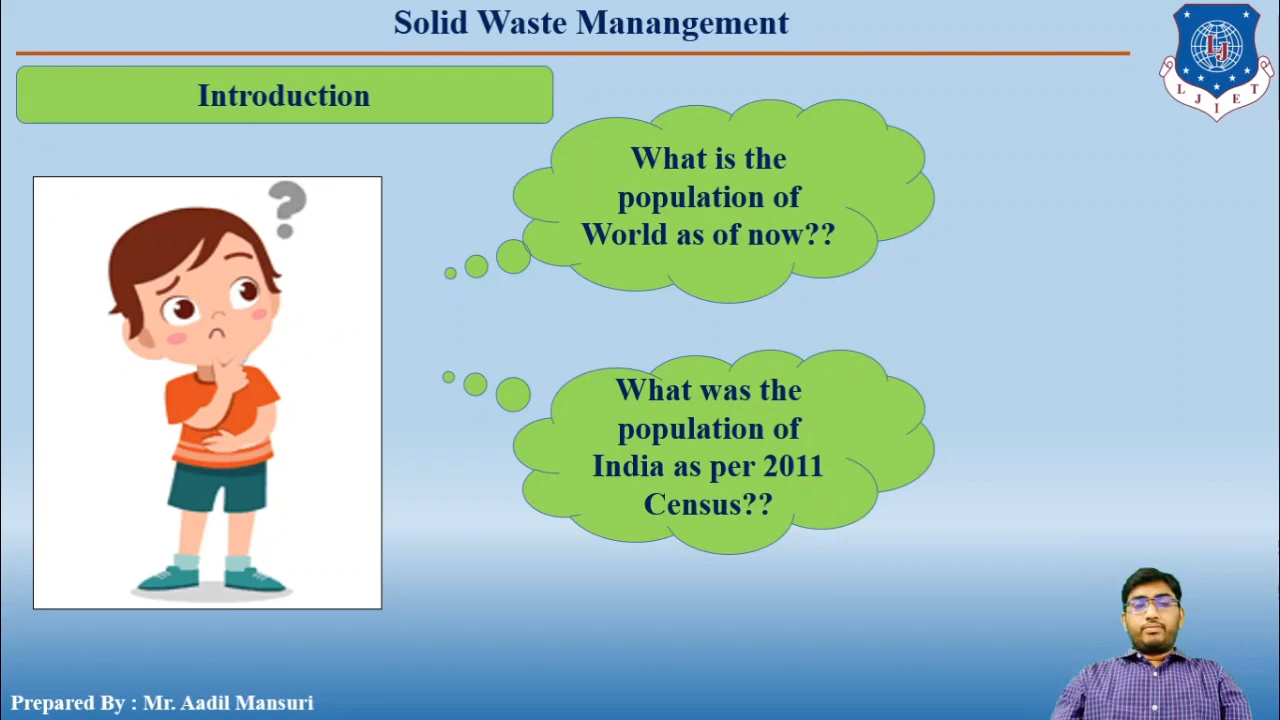 Solid Waste Manangement
Introduction
What is the
population of
World as of now??
What was the
population of
India as per 2011
Census??
LJ
L J I E T
Prepared By : Mr. Aadil Mansuri